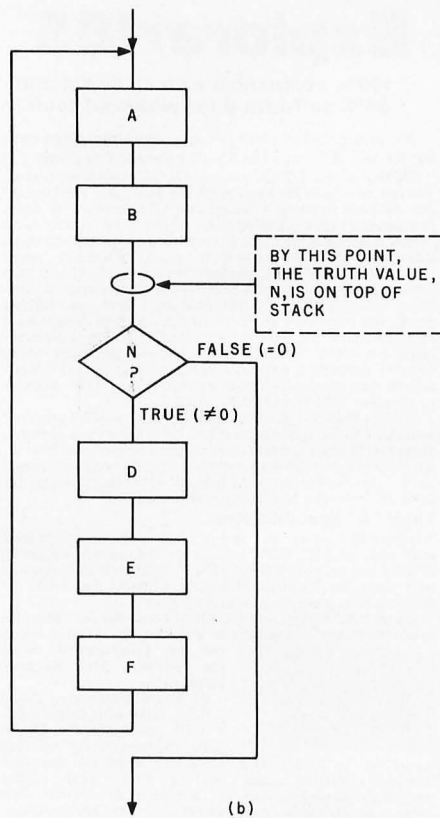 A
B
BY THIS POINT,
THE TRUTH VALUE,
N, IS ON TOP OF
STACK
N
?
FALSE (=0)
TRUE (≠0)
D
E
F
(b)